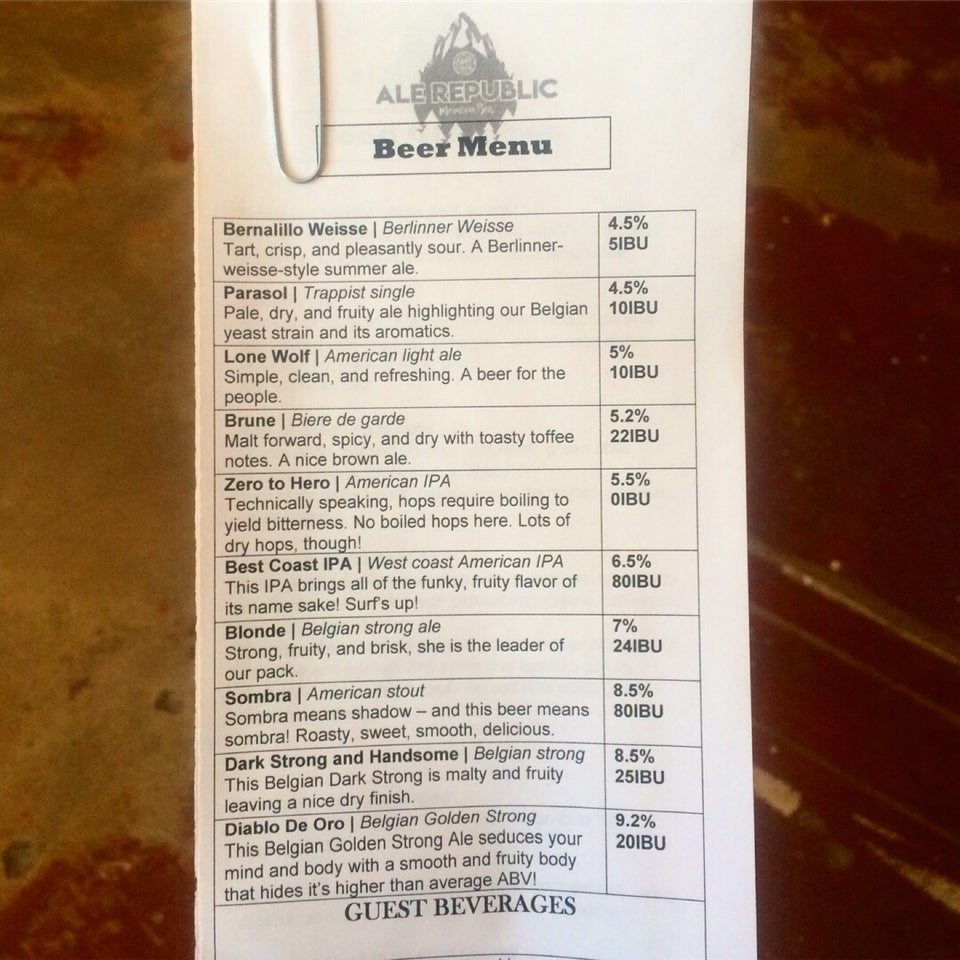 ALE REPUBLIC
Mountain Beer
Beer Menu
Bernalillo Weisse | Berlinner Weisse
4.5%
Tart, crisp, and pleasantly sour. A Berlinner-
5IBU
weisse-style summer ale.
Parasol | Trappist single
4.5%
Pale, dry, and fruity ale highlighting our Belgian
10IBU
yeast strain and its aromatics.
Lone Wolf | American light ale
5%
Simple, clean, and refreshing. A beer for the
10IBU
people.
Brune | Biere de garde
5.2%
Malt forward, spicy, and dry with toasty toffee
22IBU
notes. A nice brown ale.
Zero to Hero | American IPA
5.5%
Technically speaking, hops require boiling to
0IBU
yield bitterness. No boiled hops here. Lots of
dry hops, though!
Best Coast IPA | West coast American IPA
6.5%
This IPA brings all of the funky, fruity flavor of
80IBU
its name sake! Surf's up!
Blonde | Belgian strong ale
7%
Strong, fruity, and brisk, she is the leader of
24IBU
our pack.
Sombra | American stout
8.5%
Sombra means shadow – and this beer means
80IBU
sombra! Roasty, sweet, smooth, delicious.
Dark Strong and Handsome | Belgian strong
8.5%
This Belgian Dark Strong is malty and fruity
25IBU
leaving a nice dry finish.
Diablo De Oro | Belgian Golden Strong
9.2%
This Belgian Golden Strong Ale seduces your
20IBU
mind and body with a smooth and fruity body
that hides it's higher than average ABV!
GUEST BEVERAGES